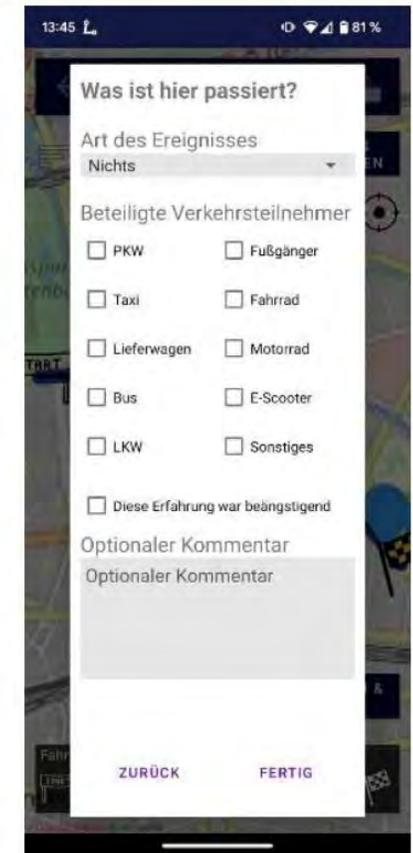 13:45
81 %
Was ist hier passiert?
Art des Ereignisses
Nichts
Beteiligte Verkehrsteilnehmer
PKW
Fußgänger
Taxi
Fahrrad
Lieferwagen
Motorrad
Bus
E-Scooter
LKW
Sonstiges
Diese Erfahrung war beängstigend
Optionaler Kommentar
Optionaler Kommentar
ZURÜCK
FERTIG